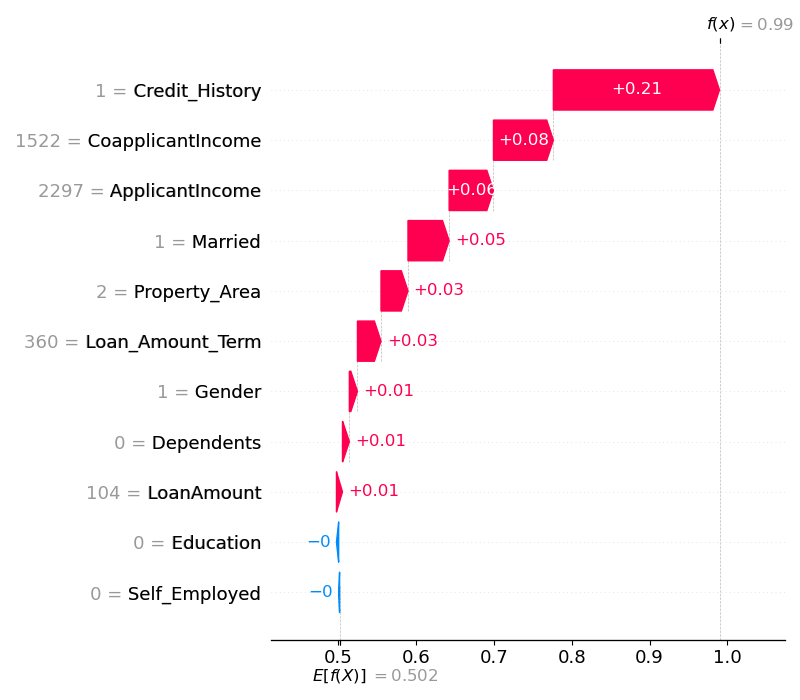 f(x) = 0.99
1 = Credit_History +0.21
1522 = CoapplicantIncome +0.08
2297 = ApplicantIncome +0.06
1 = Married +0.05
2 = Property_Area +0.03
360 = Loan_Amount_Term +0.03
1 = Gender +0.01
0 = Dependents +0.01
104 = LoanAmount +0.01
0 = Education −0
0 = Self_Employed −0
0.5 0.6 0.7 0.8 0.9 1.0
E[f(X)] = 0.502